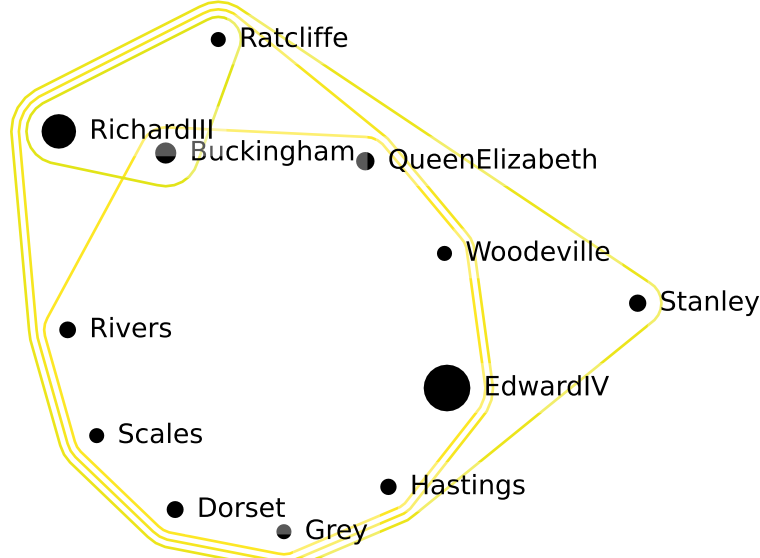 Ratcliffe
RichardIII
Buckingham
QueenElizabeth
Woodeville
Stanley
Rivers
EdwardIV
Scales
Hastings
Dorset
Grey